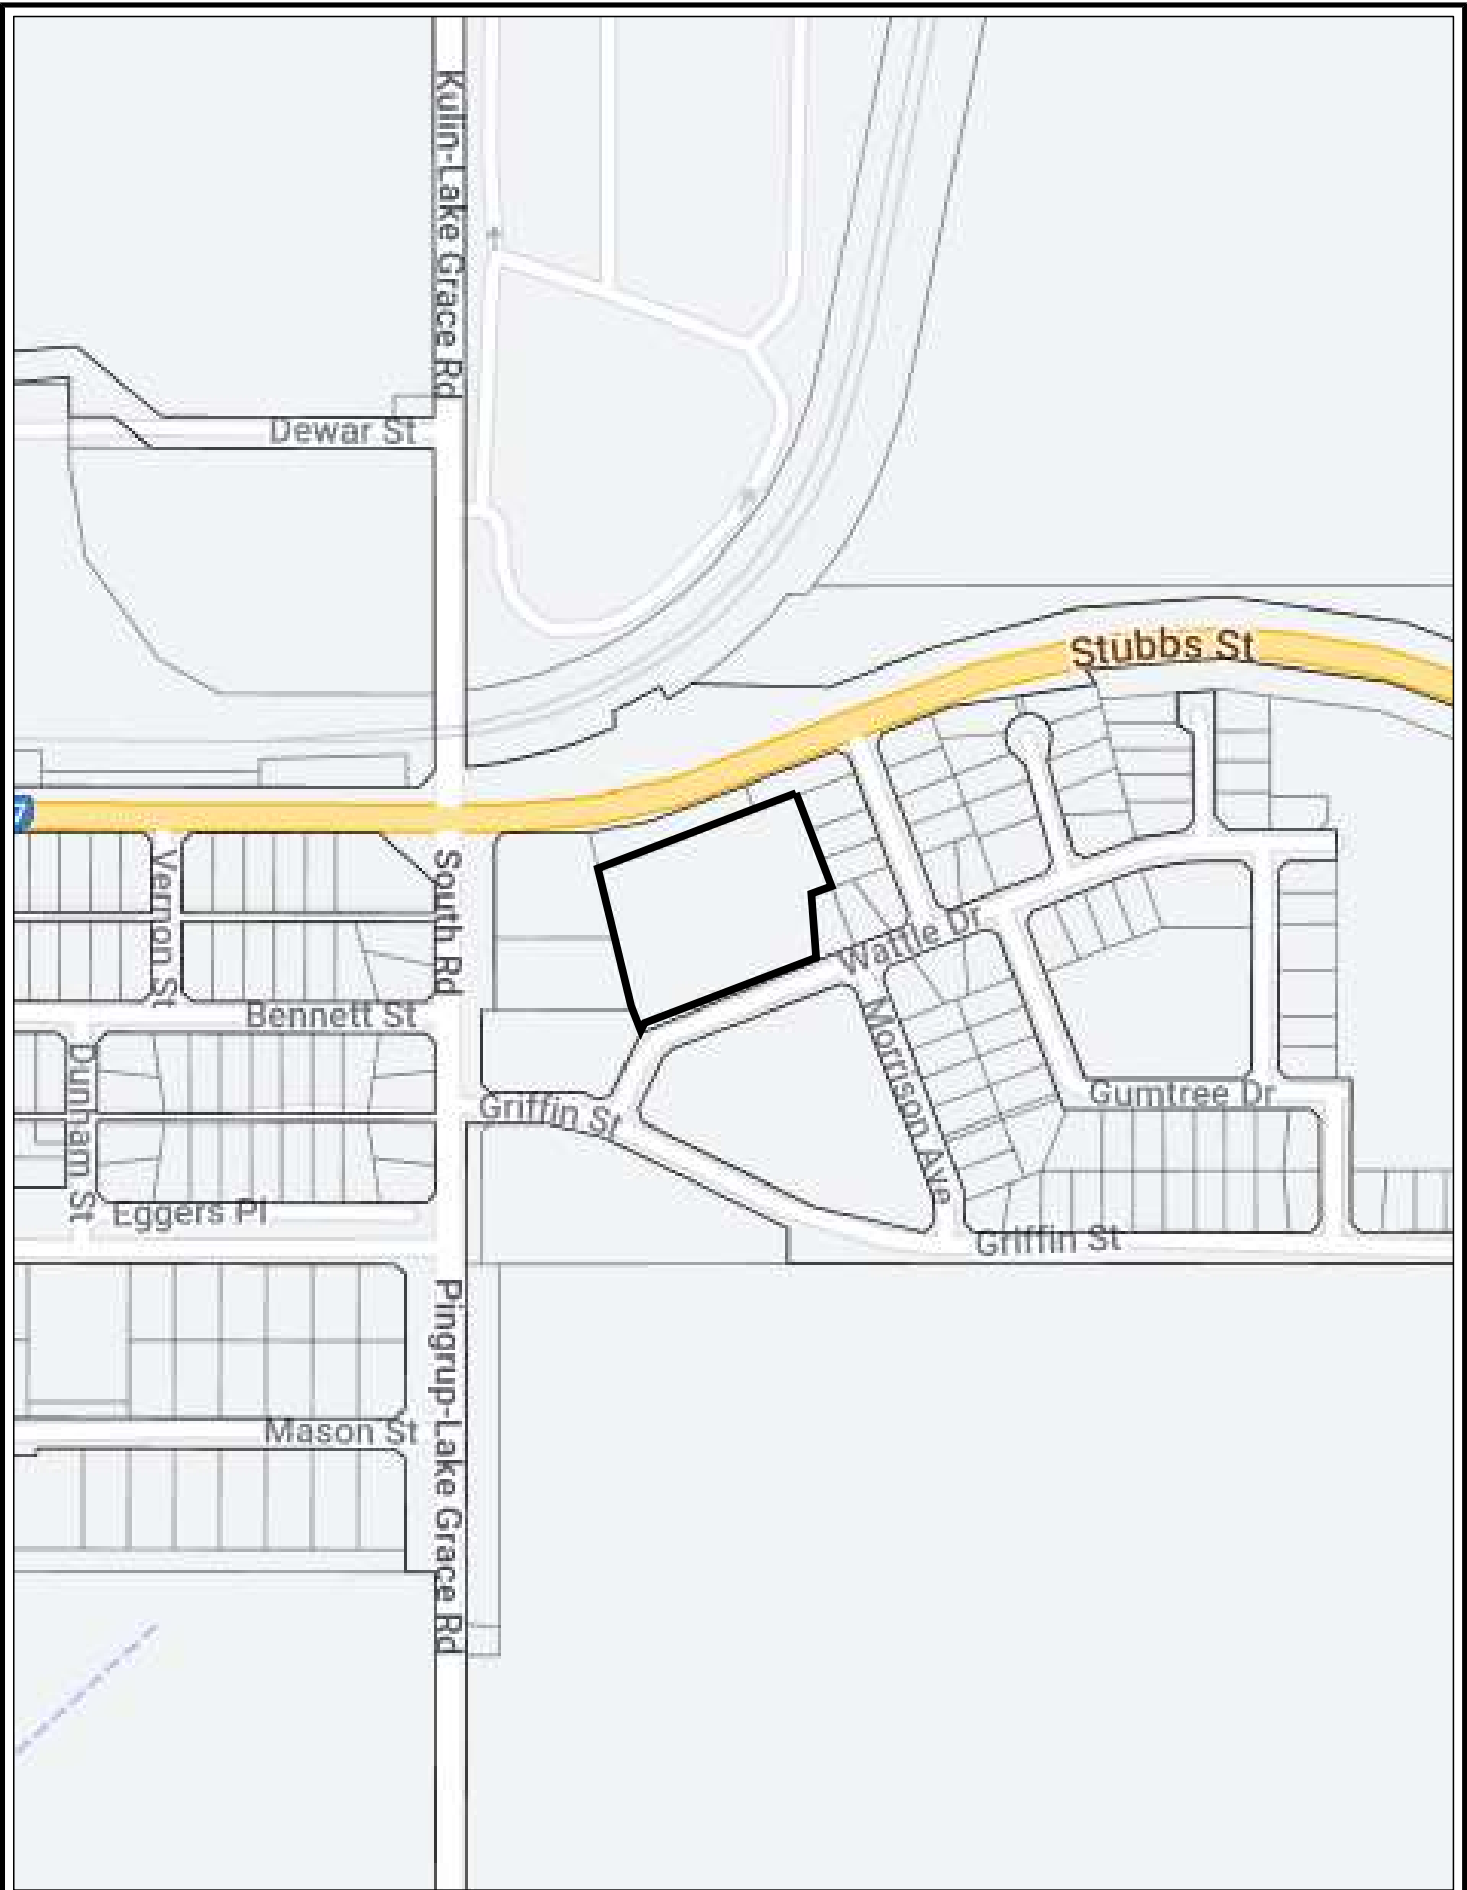 Kulin-Lake Grace Rd
Dewar St
Stubbs St
7
Vernon St
South Rd
Wattle Dr
Bennett St
Dunham St
Morrison Ave
Griffin St
Gumtree Dr
Eggers Pl
Griffin St
Pingrup-Lake Grace Rd
Mason St